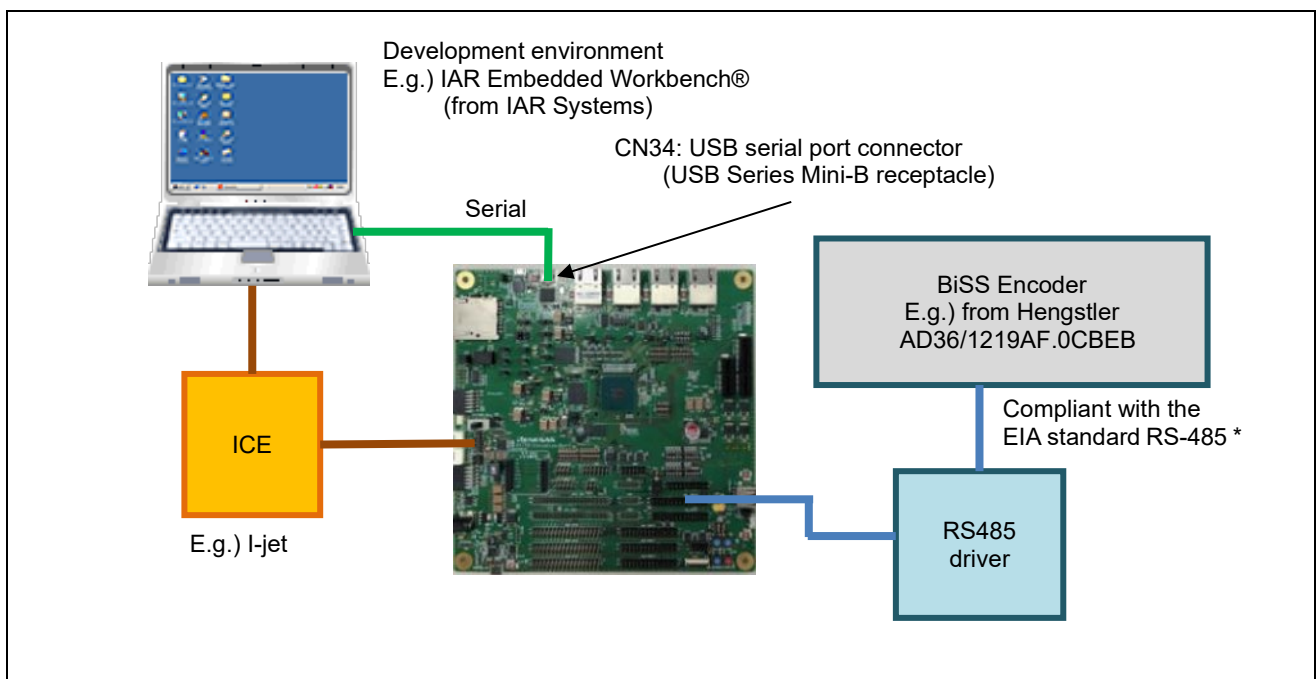 Development environment
E.g.) IAR Embedded Workbench®
(from IAR Systems)
CN34: USB serial port connector
(USB Series Mini-B receptacle)
Serial
BiSS Encoder
E.g.) from Hengstler
AD36/1219AF.0CBEB
Compliant with the
EIA standard RS-485 *
ICE
E.g.) I-jet
RS485
driver